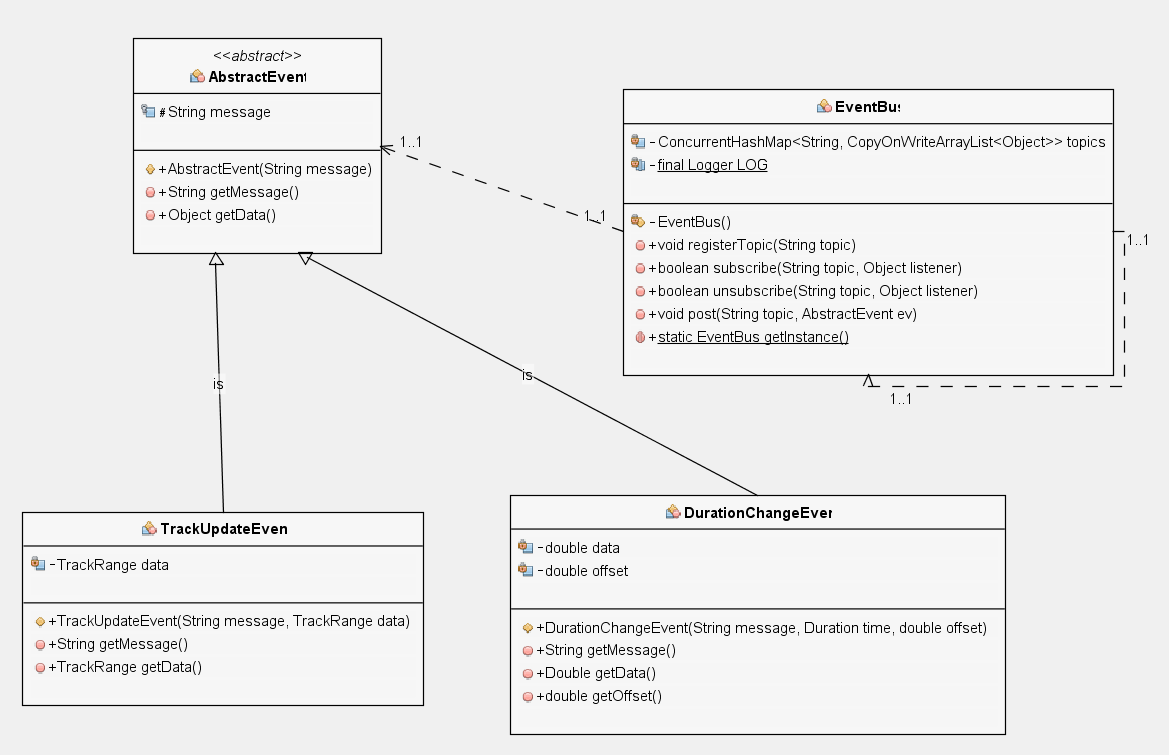 <<abstract>>
AbstractEvent
# String message
+AbstractEvent(String message)
+String getMessage()
+Object getData()
EventBus
- ConcurrentHashMap<String, CopyOnWriteArrayList<Object>> topics
- final Logger LOG
- EventBus()
+void registerTopic(String topic)
+boolean subscribe(String topic, Object listener)
+boolean unsubscribe(String topic, Object listener)
+void post(String topic, AbstractEvent ev)
+static EventBus getInstance()
1..1
1..1
1..1
1..1
is
is
TrackUpdateEven
-TrackRange data
+TrackUpdateEvent(String message, TrackRange data)
+String getMessage()
+TrackRange getData()
DurationChangeEver
-double data
-double offset
+DurationChangeEvent(String message, Duration time, double offset)
+String getMessage()
+Double getData()
+double getOffset()